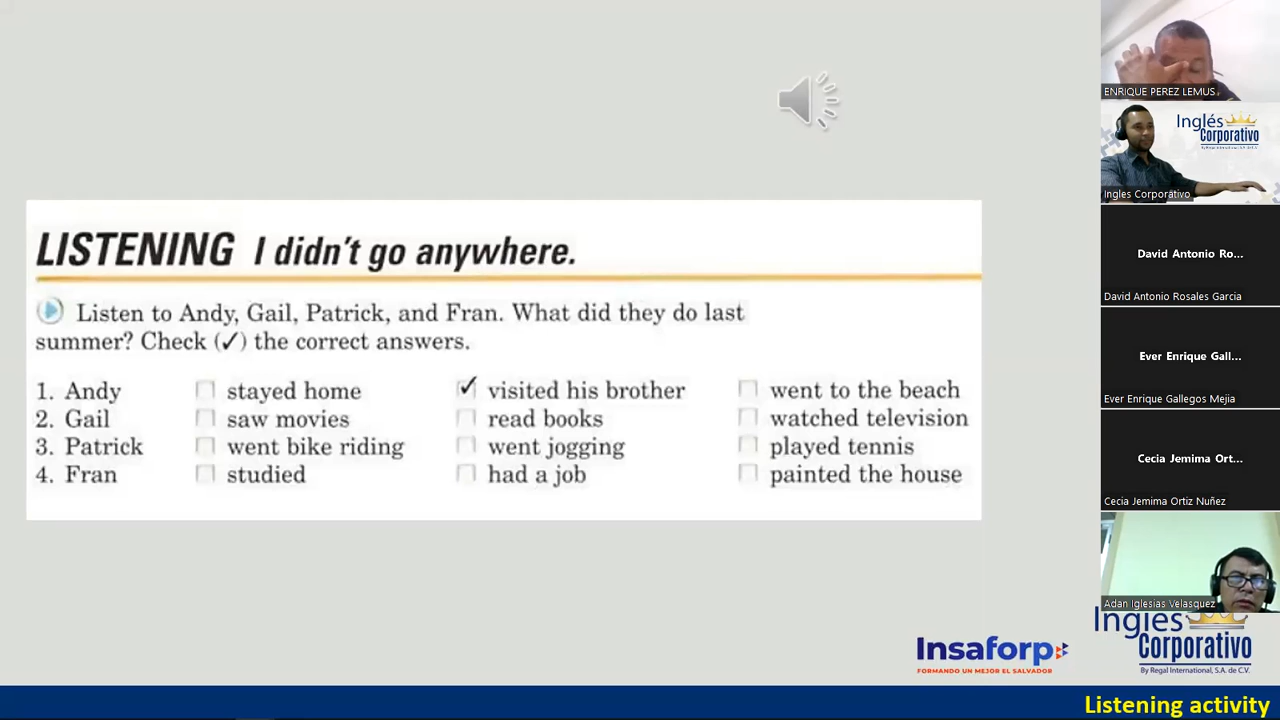 LISTENING I didn't go anywhere.
Listen to Andy, Gail, Patrick, and Fran. What did they do last
summer? Check (✓) the correct answers.
1. Andy stayed home ✓ visited his brother went to the beach
2. Gail saw movies read books watched television
3. Patrick went bike riding went jogging played tennis
4. Fran studied had a job painted the house
ENRIQUE PEREZ LEMUS
Inglés
Corporativo
By Regal International, S.A. de C.V.
Ingles Corporativo
David Antonio Ro...
David Antonio Rosales Garcia
Ever Enrique Gall...
Ever Enrique Gallegos Mejia
Cecia Jemima Ort...
Cecia Jemima Ortiz Nuñez
Adan Iglesias Velasquez
Insaforp
FORMANDO UN MEJOR EL SALVADOR
Inglés
Corporativo
By Regal International, S.A. de C.V.
Listening activity